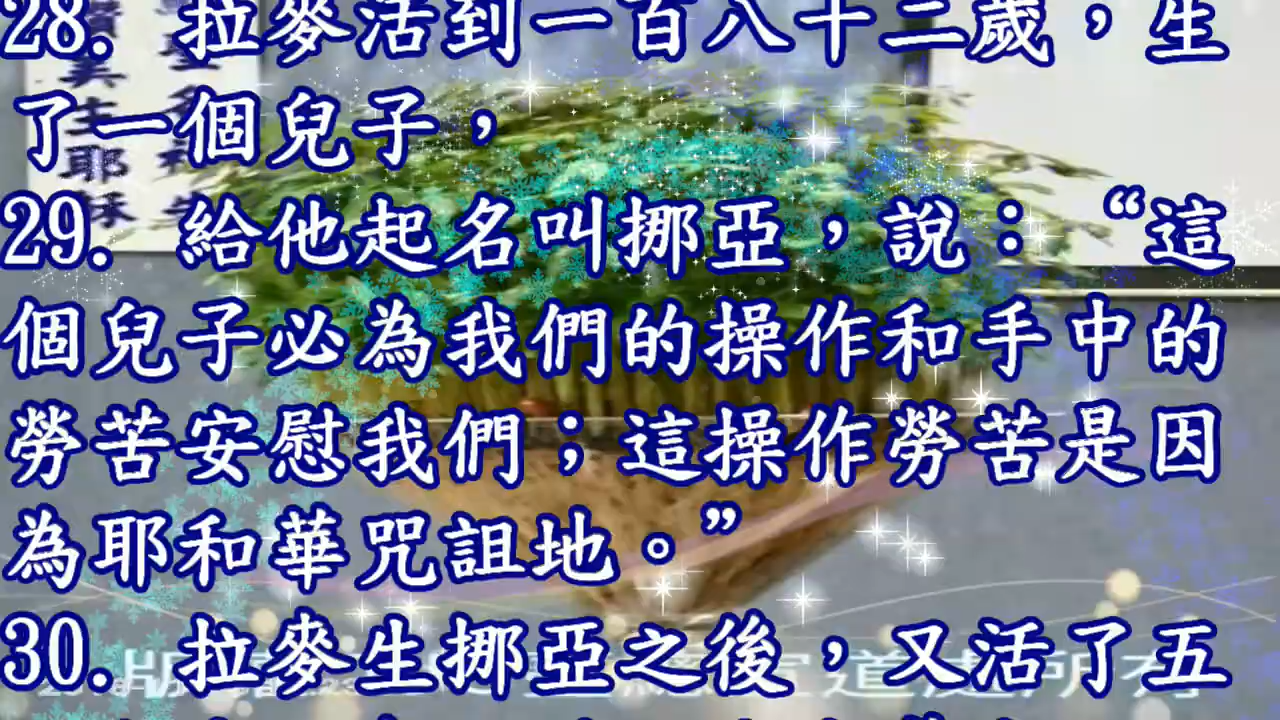 28. 拉麥活到一百八十二歲，生
了一個兒子，
29. 給他起名叫挪亞，說：“這
個兒子必為我們的操作和手中的
勞苦安慰我們；這操作勞苦是因
為耶和華咒詛地。”
30. 拉麥生挪亞之後，又活了五